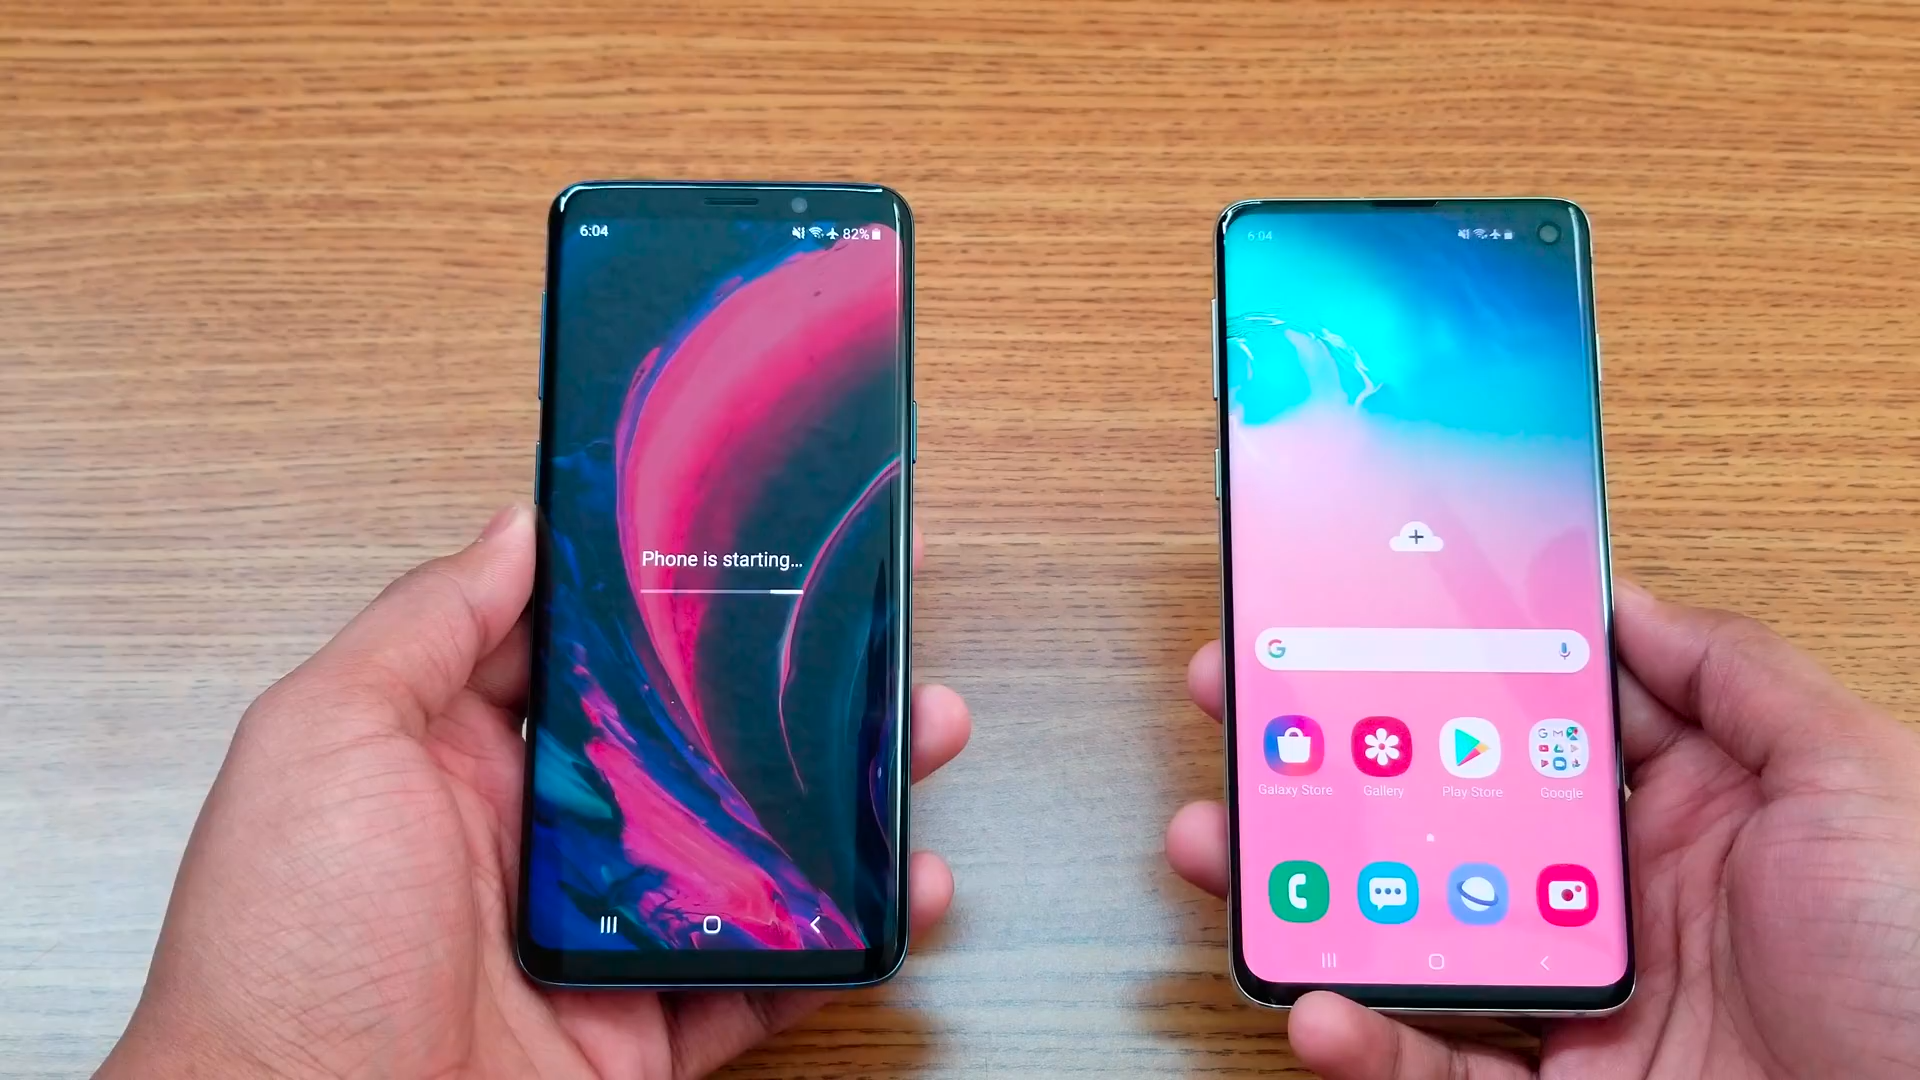 6:04
82%
Phone is starting...
6:04
G
Galaxy Store
Gallery
Play Store
Google